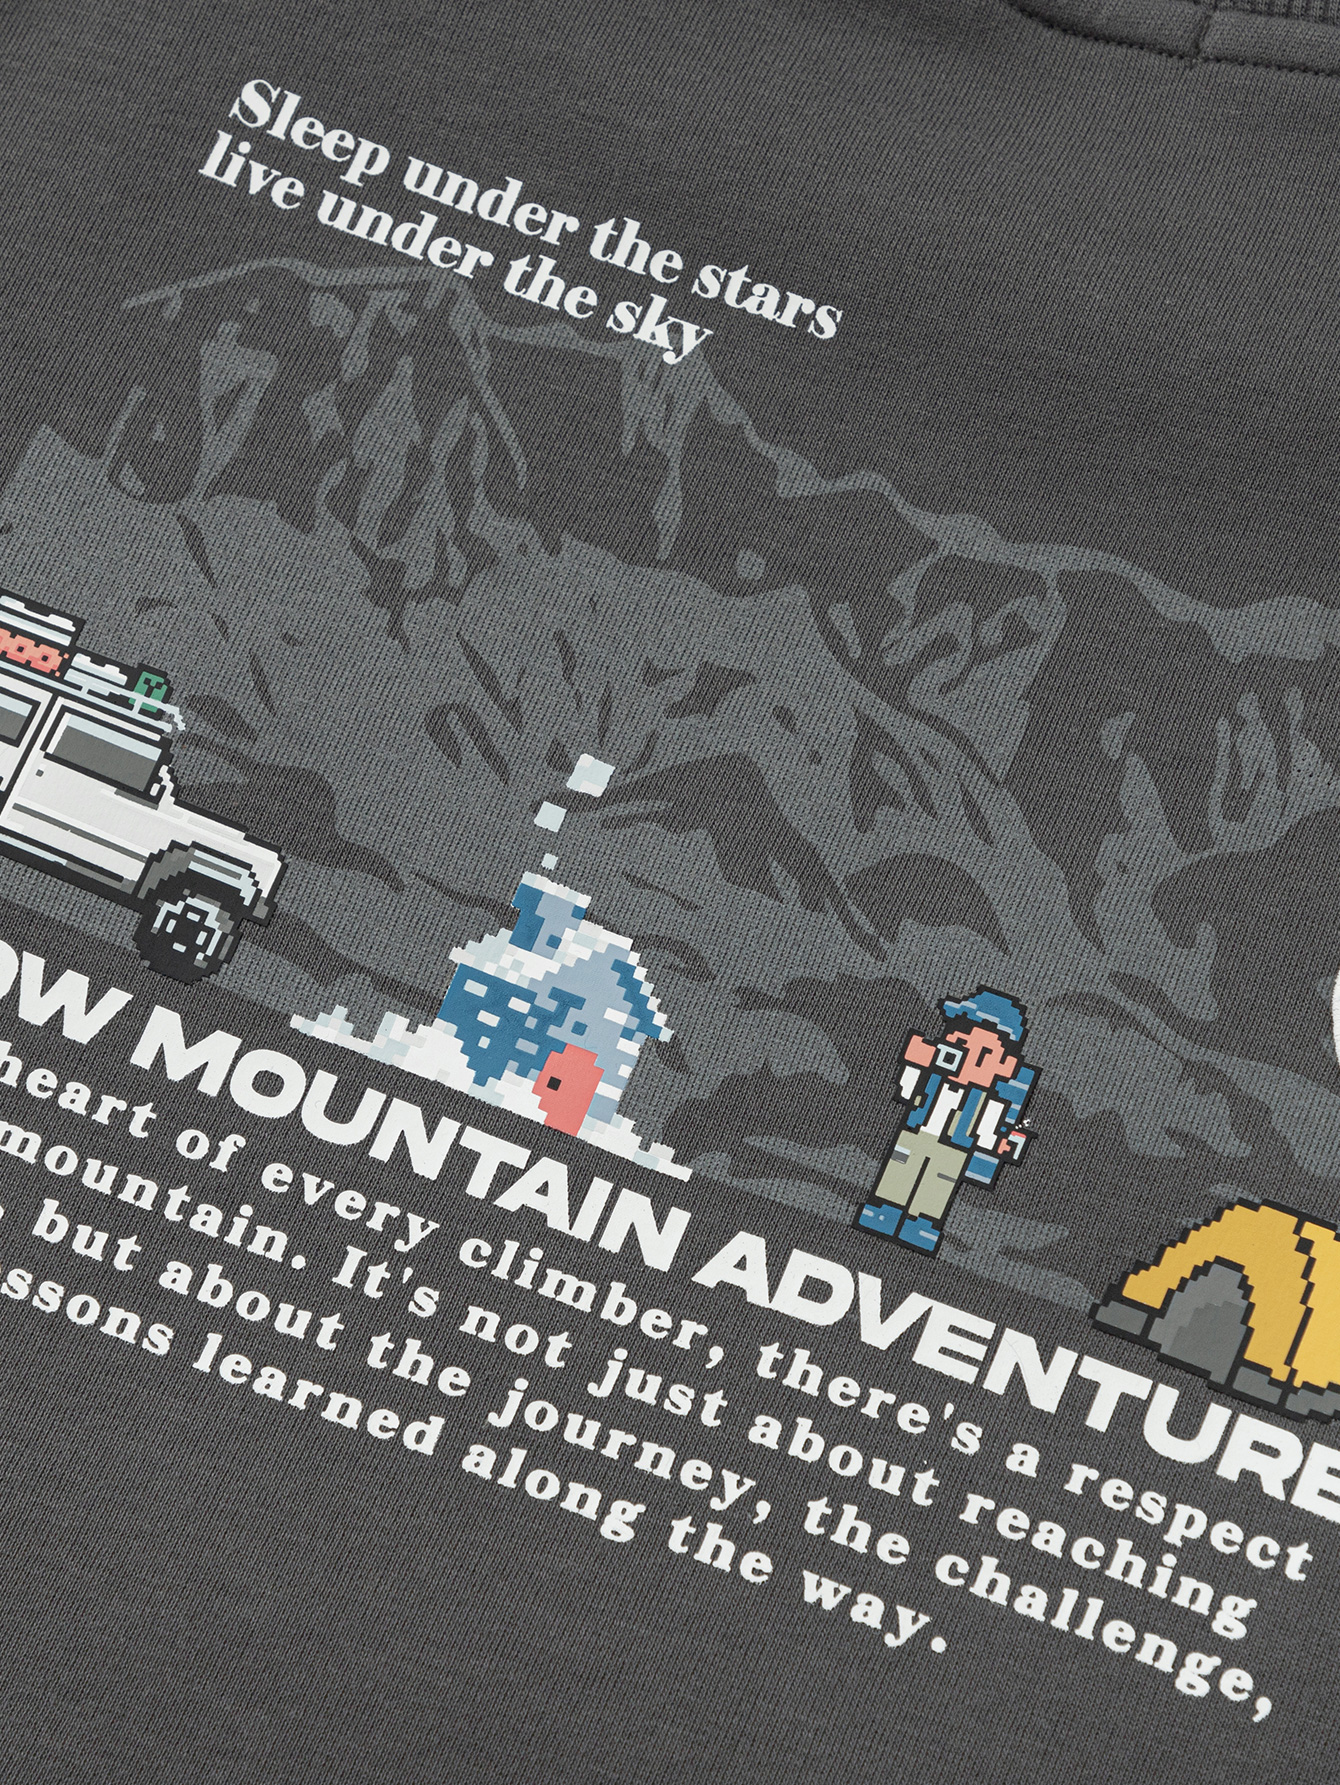 Sleep under the stars
live under the sky
OW MOUNTAIN ADVENTURE
heart of every climber, there's a respect
mountain. It's not just about reaching
but about the journey, the challenge,
ssons learned along the way.